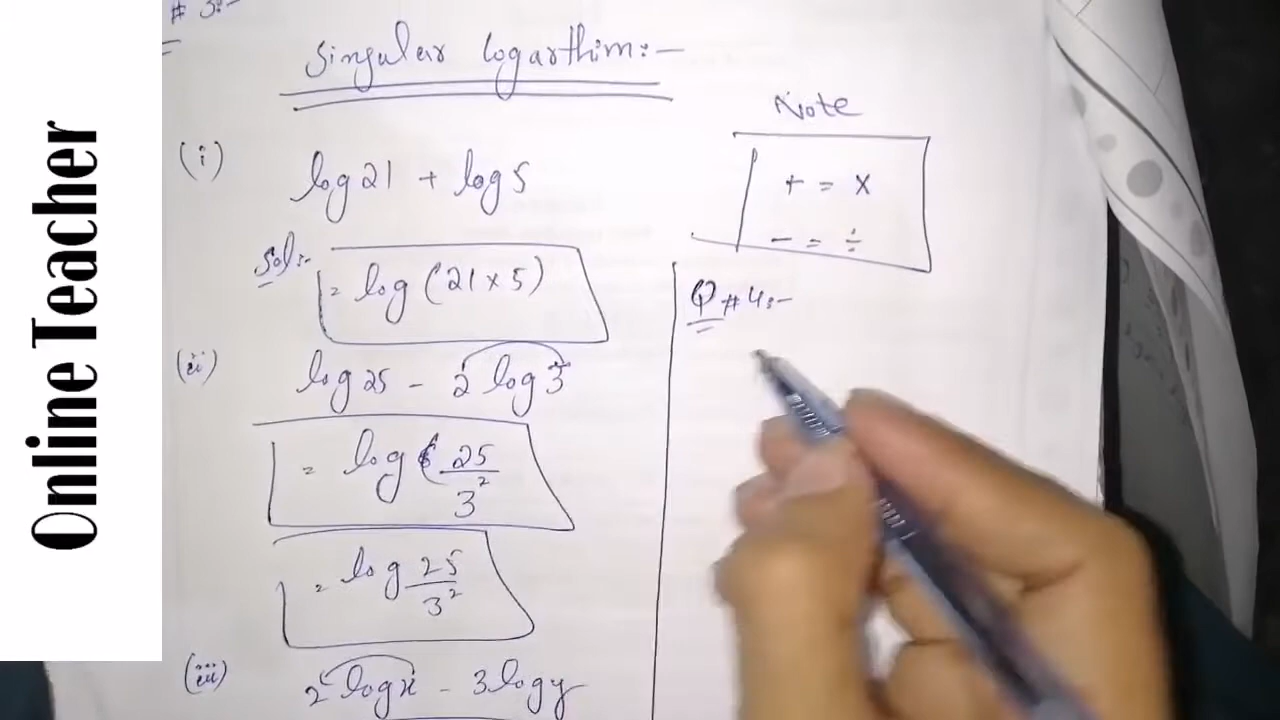 Online Teacher
# 3:-
Singular logarthim:-
(i) log 21 + log 5
Sol:-
= log (21 × 5)
(ii) log 25 - 2 log 3
= log ( 25 / 3²
= log 25 / 3²
(iii) 2 log x - 3 log y
Note
+ = ×
- = ÷
Q # 4:-